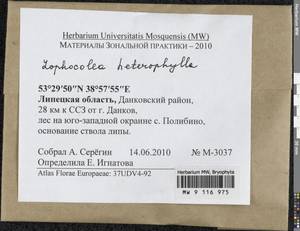 Herbarium Universitatis Mosquensis (MW)
Материалы Зональной практики – 2010
Lophocolea heterophylla
53°29'50"N 38°57'55"E
Липецкая область, Данковский район,
28 км к ССЗ от г. Данков,
лес на юго-западной окраине с. Полибино,
основание ствола липы.
Собрал А. Серёгин 14.06.2010 № М-3037
Определила Е. Игнатова
Atlas Florae Europaeae: 37UDV4-92
Herbarium MW, Bryophyta
MW 9 116 975